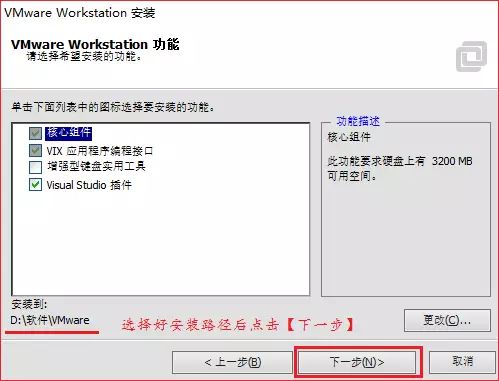 VMware Workstation 安装
VMware Workstation 功能
请选择希望安装的功能。
单击下面列表中的图标选择要安装的功能。
核心组件
VIX 应用程序编程接口
增强型键盘实用工具
Visual Studio 插件
功能描述
核心组件
此功能要求硬盘上有 3200 MB
可用空间。
安装到:
D:\软件\VMware
选择好安装路径后点击【下一步】
更改(C)...
< 上一步(B)
下一步(N)>
取消